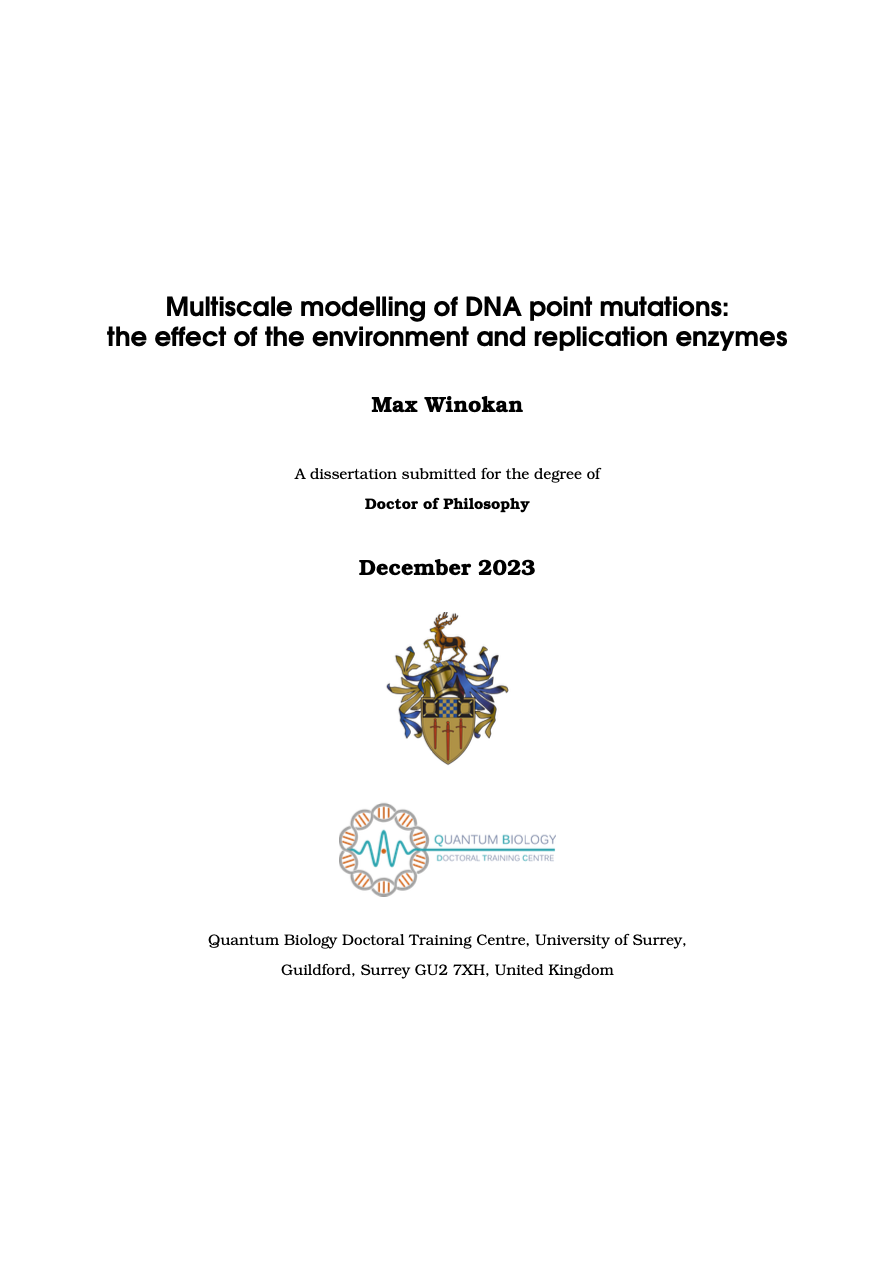 Multiscale modelling of DNA point mutations:
the effect of the environment and replication enzymes
Max Winokan
A dissertation submitted for the degree of
Doctor of Philosophy
December 2023
QUANTUM BIOLOGY
DOCTORAL TRAINING CENTRE
Quantum Biology Doctoral Training Centre, University of Surrey,
Guildford, Surrey GU2 7XH, United Kingdom